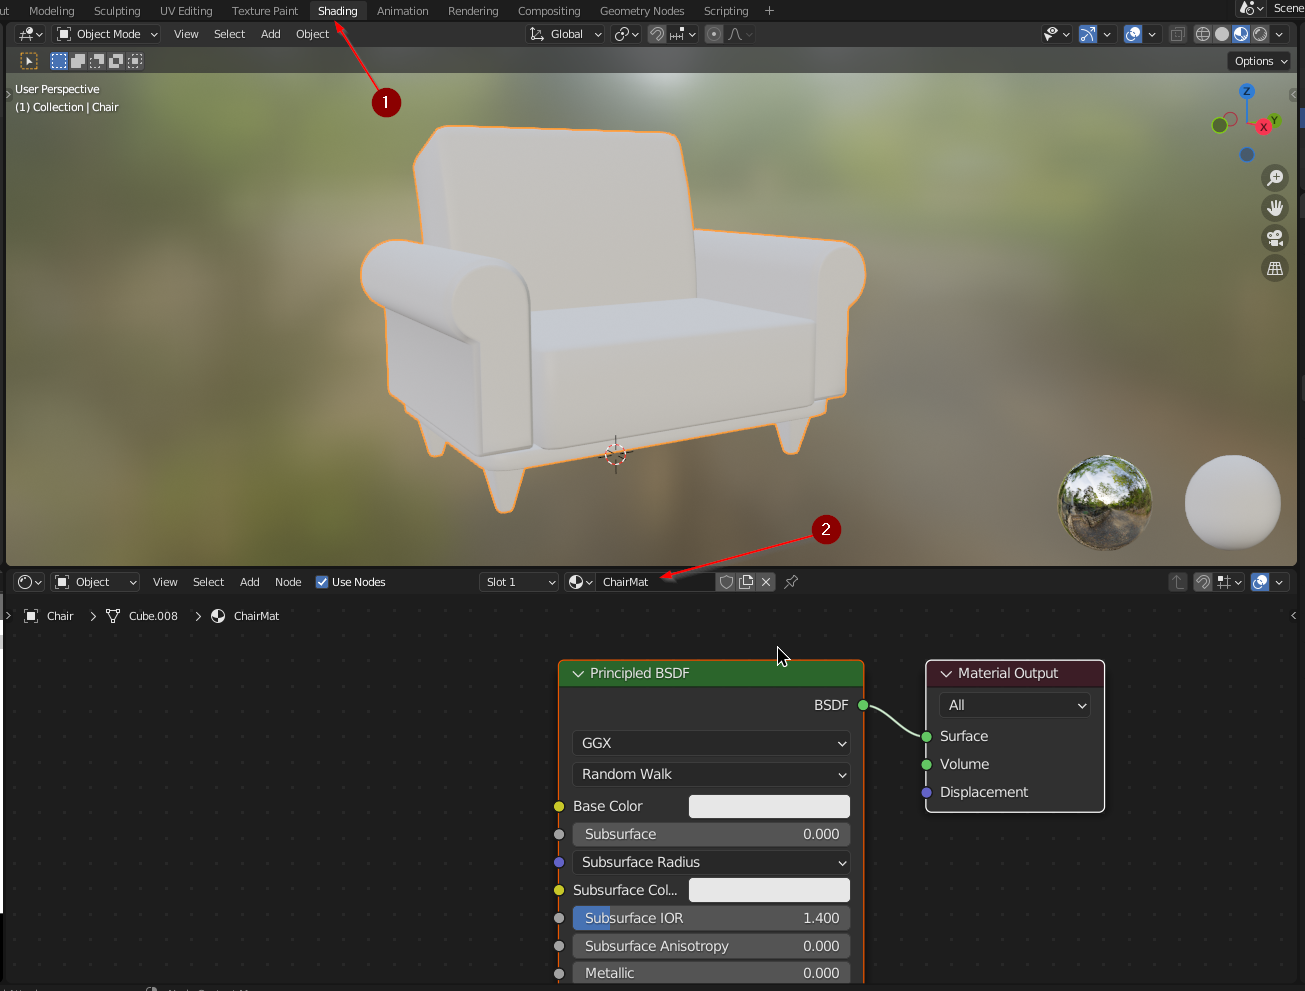 ut Modeling Sculpting UV Editing Texture Paint Shading Animation Rendering Compositing Geometry Nodes Scripting + Scene
Object Mode View Select Add Object Global
Options
User Perspective
(1) Collection | Chair
Z
Y
X
1
2
Object View Select Add Node Use Nodes Slot 1 ChairMat
Chair > Cube.008 > ChairMat
Principled BSDF
BSDF
GGX
Random Walk
Base Color
Subsurface 0.000
Subsurface Radius
Subsurface Col...
Subsurface IOR 1.400
Subsurface Anisotropy 0.000
Metallic 0.000
Material Output
All
Surface
Volume
Displacement